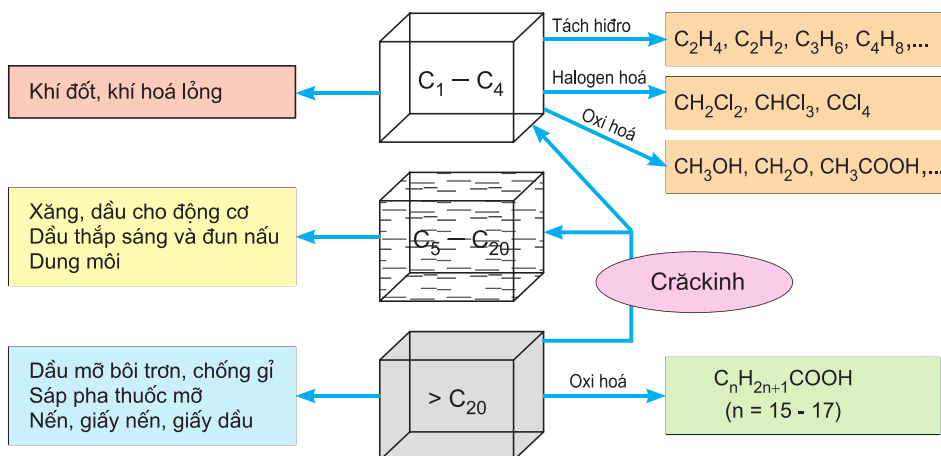 Tách hiđro
C₂H₄, C₂H₂, C₃H₆, C₄H₈,...
Khí đốt, khí hoá lỏng
C₁ – C₄
Halogen hoá
CH₂Cl₂, CHCl₃, CCl₄
Oxi hoá
CH₃OH, CH₂O, CH₃COOH,...
Xăng, dầu cho động cơ
Dầu thắp sáng và đun nấu
Dung môi
C₅ – C₂₀
Crăckinh
Dầu mỡ bôi trơn, chống gỉ
Sáp pha thuốc mỡ
Nến, giấy nến, giấy dầu
> C₂₀
Oxi hoá
CₙH₂ₙ₊₁COOH
(n = 15 - 17)